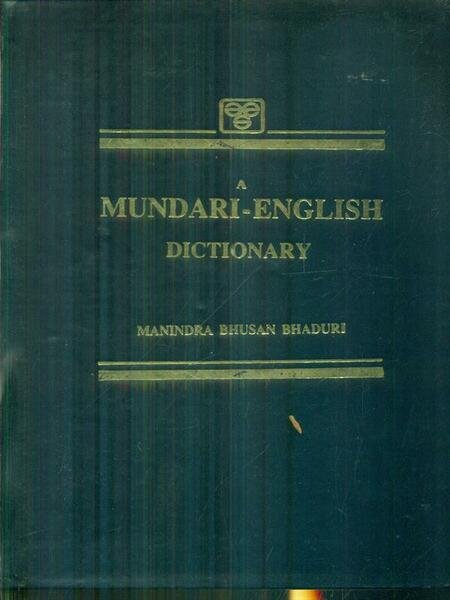 A
MUNDARI-ENGLISH
DICTIONARY
MANINDRA BHUSAN BHADURI